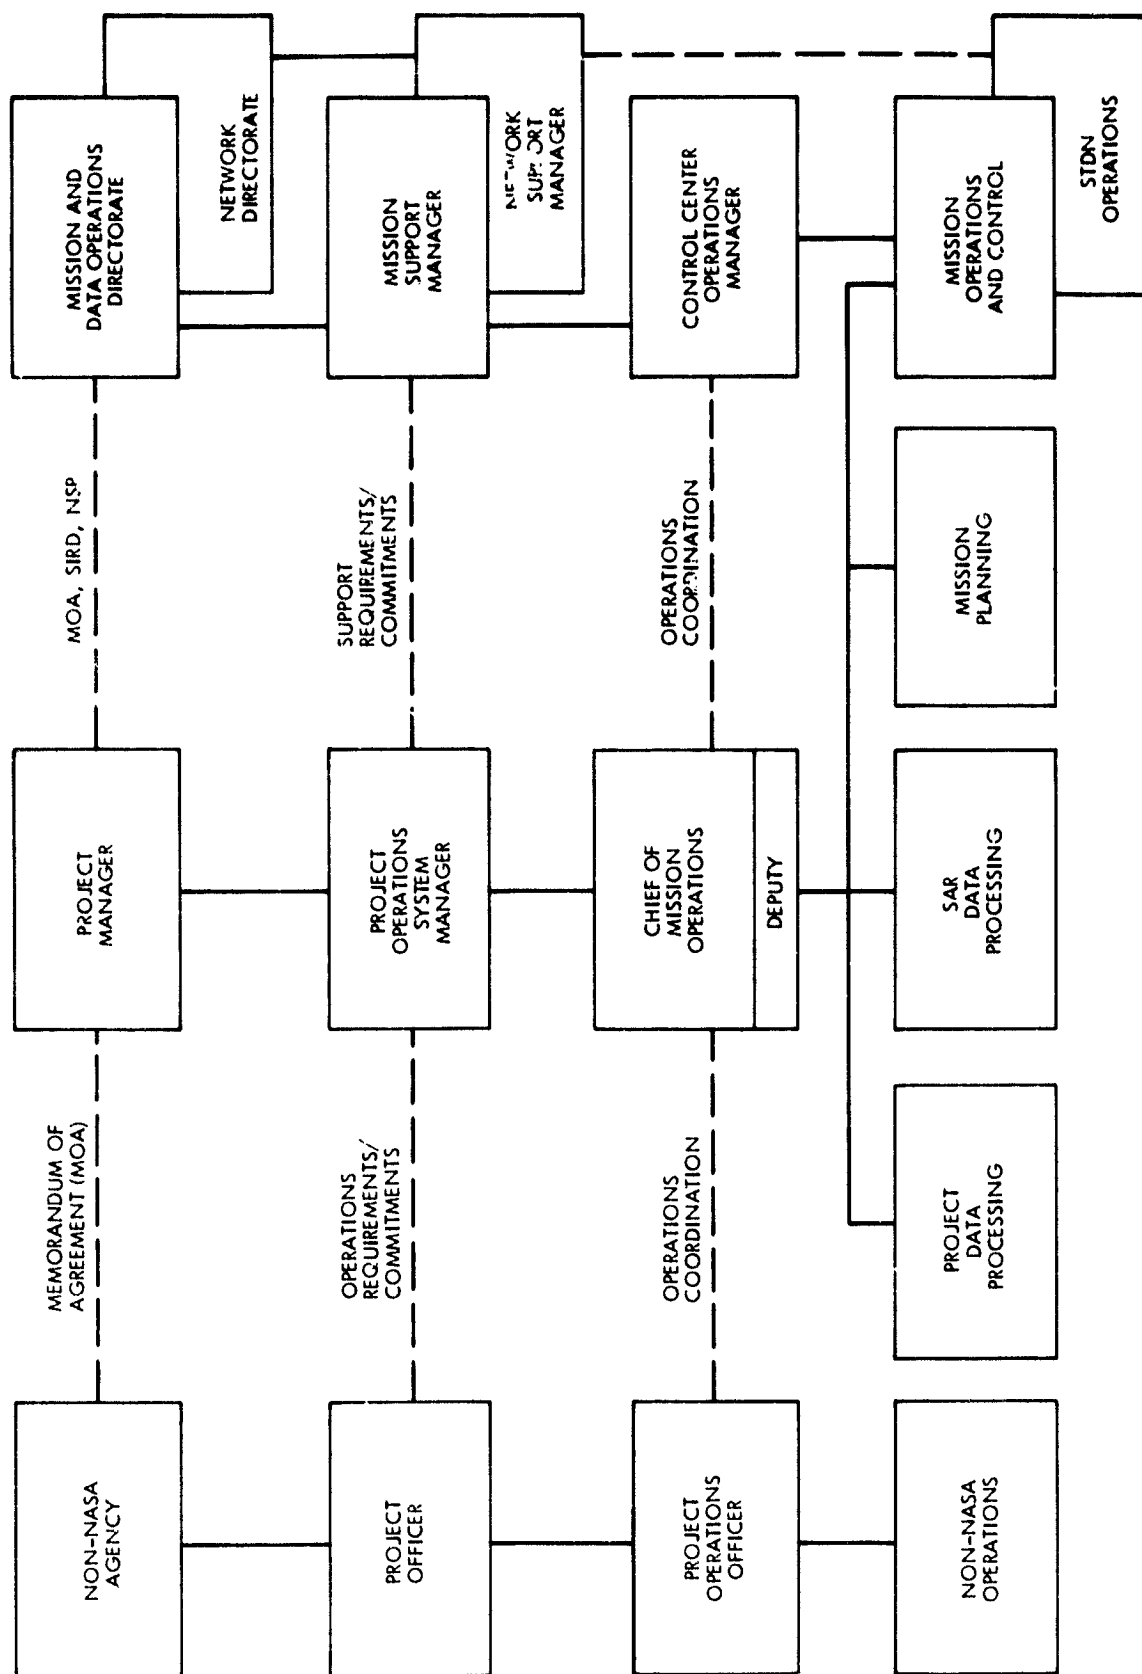 NON-NASA
AGENCY
MEMORANDUM OF
AGREEMENT (MOA)
PROJECT
MANAGER
MOA, SIRD, NSP
MISSION AND
DATA OPERATIONS
DIRECTORATE
NETWORK
DIRECTORATE
PROJECT
OFFICER
OPERATIONS
REQUIREMENTS/
COMMITMENTS
PROJECT
OPERATIONS
SYSTEM
MANAGER
SUPPORT
REQUIREMENTS/
COMMITMENTS
MISSION
SUPPORT
MANAGER
NETWORK
SUPPORT
MANAGER
PROJECT
OPERATIONS
OFFICER
OPERATIONS
COORDINATION
CHIEF OF
MISSION
OPERATIONS
DEPUTY
OPERATIONS
COORDINATION
CONTROL CENTER
OPERATIONS
MANAGER
NON-NASA
OPERATIONS
PROJECT
DATA
PROCESSING
SAR
DATA
PROCESSING
MISSION
PLANNING
MISSION
OPERATIONS
AND CONTROL
STDN
OPERATIONS